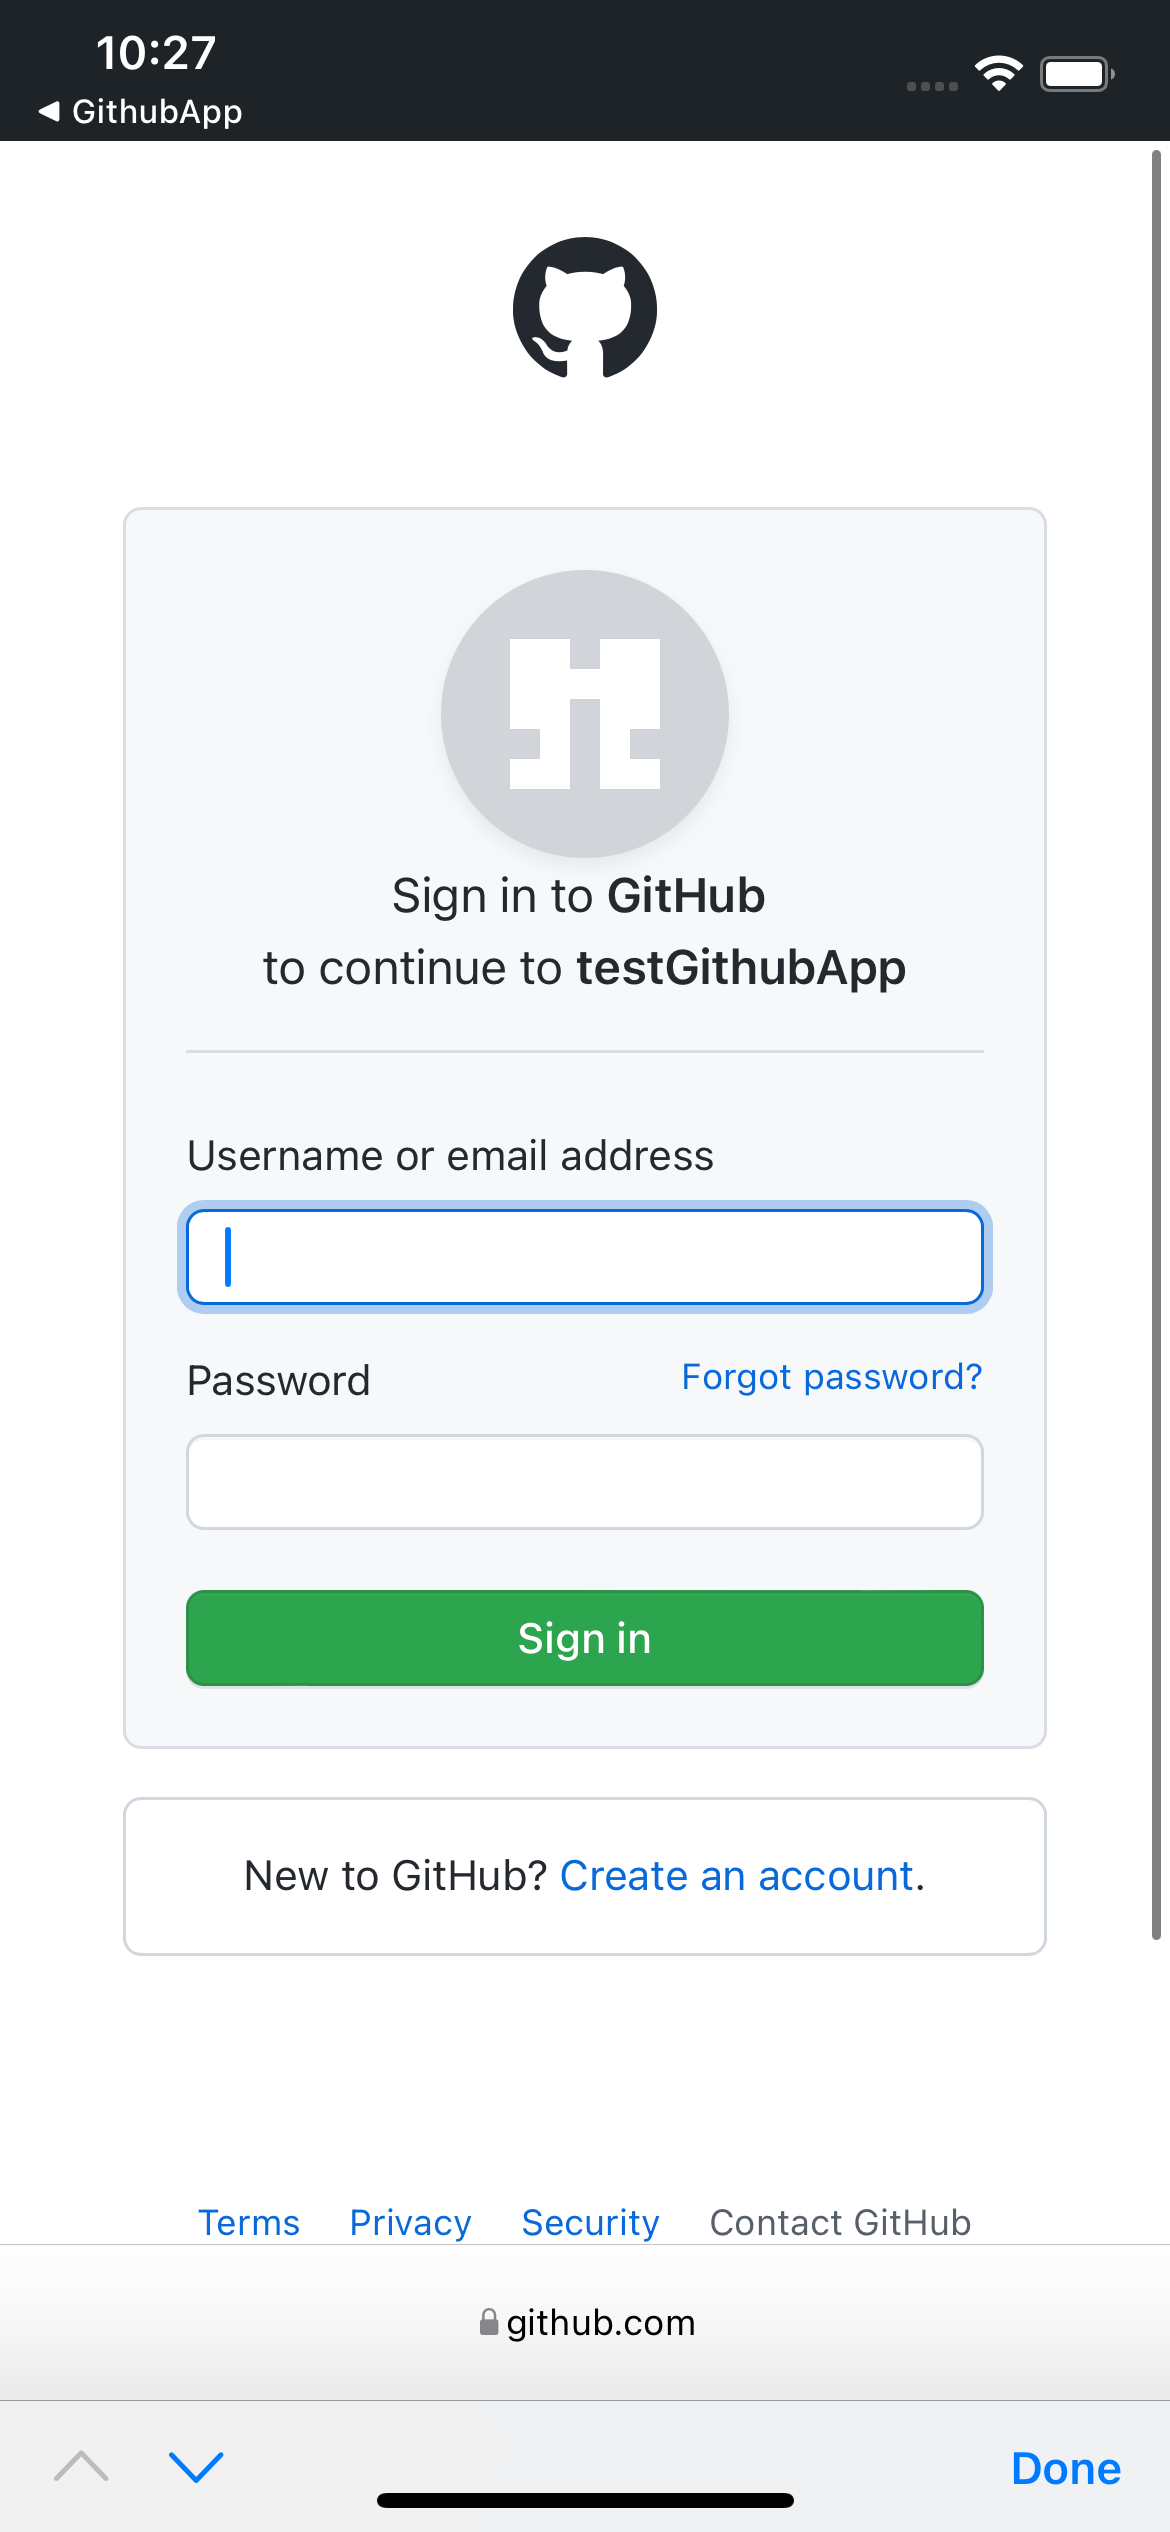 10:27
◀ GithubApp
Sign in to GitHub
to continue to testGithubApp
Username or email address
Password
Forgot password?
Sign in
New to GitHub? Create an account.
Terms Privacy Security Contact GitHub
github.com
Done